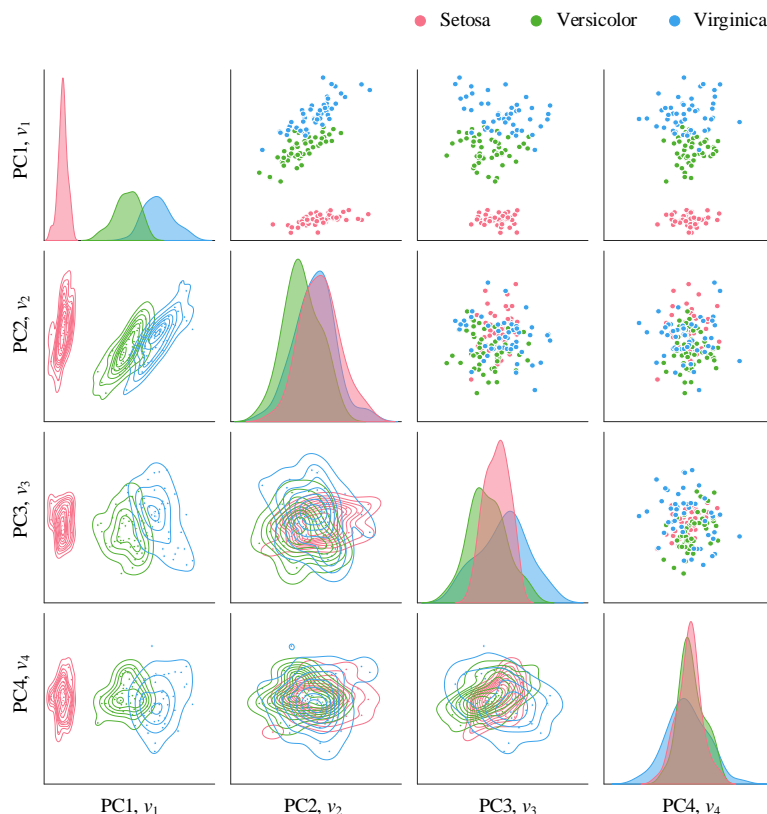 Setosa Versicolor Virginica
PC1, v₁
PC2, v₂
PC3, v₃
PC4, v₄
PC1, v₁ PC2, v₂ PC3, v₃ PC4, v₄